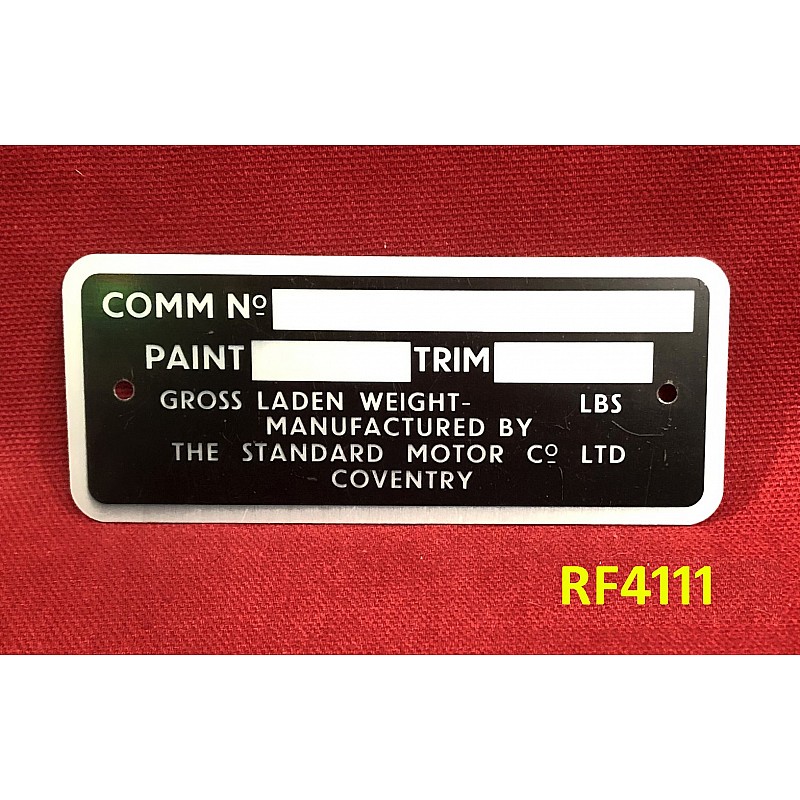 COMM Nº
PAINT TRIM
GROSS LADEN WEIGHT- LBS
MANUFACTURED BY
THE STANDARD MOTOR Cº LTD
COVENTRY
RF4111